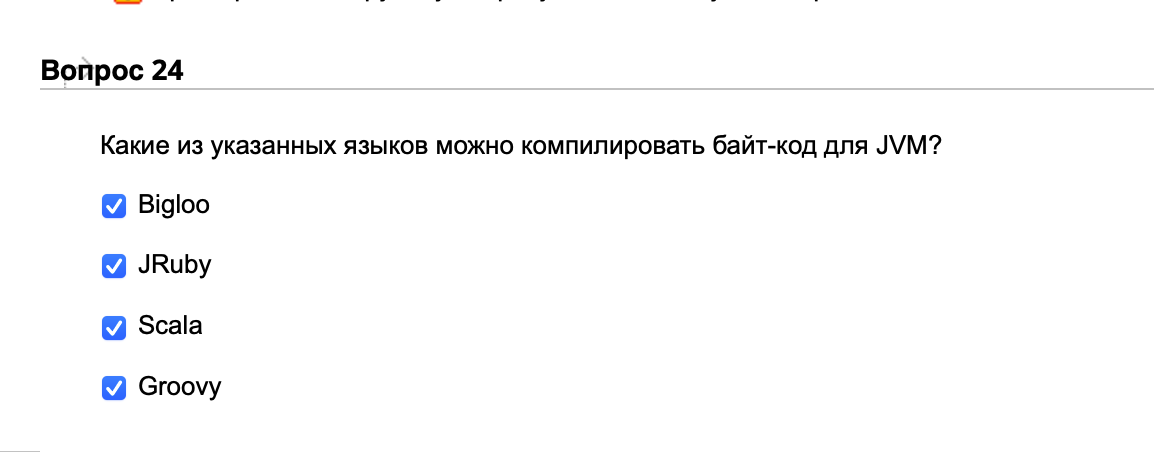 Вопрос 24
Какие из указанных языков можно компилировать байт-код для JVM?
Bigloo
JRuby
Scala
Groovy